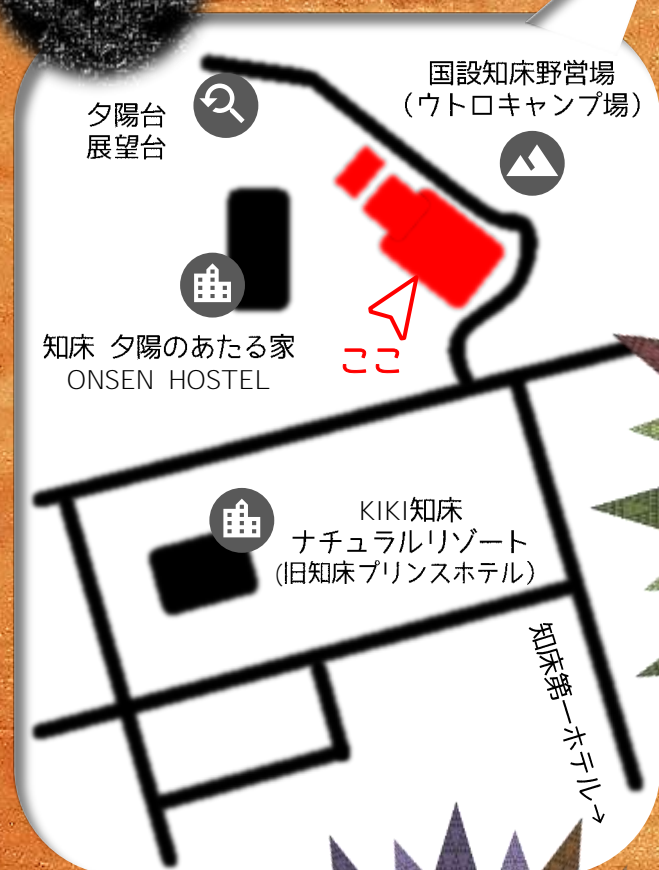 国設知床野営場
（ウトロキャンプ場）
夕陽台
展望台
知床 夕陽のあたる家
ONSEN HOSTEL
ここ
KIKI知床
ナチュラルリゾート
(旧知床プリンスホテル）
知床第一ホテル→